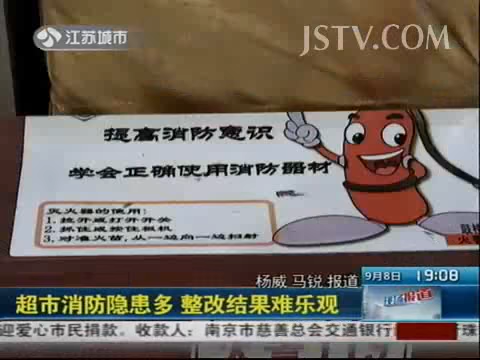 江苏城市
JSTV.COM
提高消防意识
学会正确使用消防器材
灭火器的使用:
1. 拉开或打开开关
2. 抓住或按住扳机
3. 对准火苗,从一边向一边扫射
杨威 马锐 报道
9月8日 19:08
超市消防隐患多 整改结果难乐观
报道
迎爱心市民捐款。收款人:南京市慈善总会交通银行